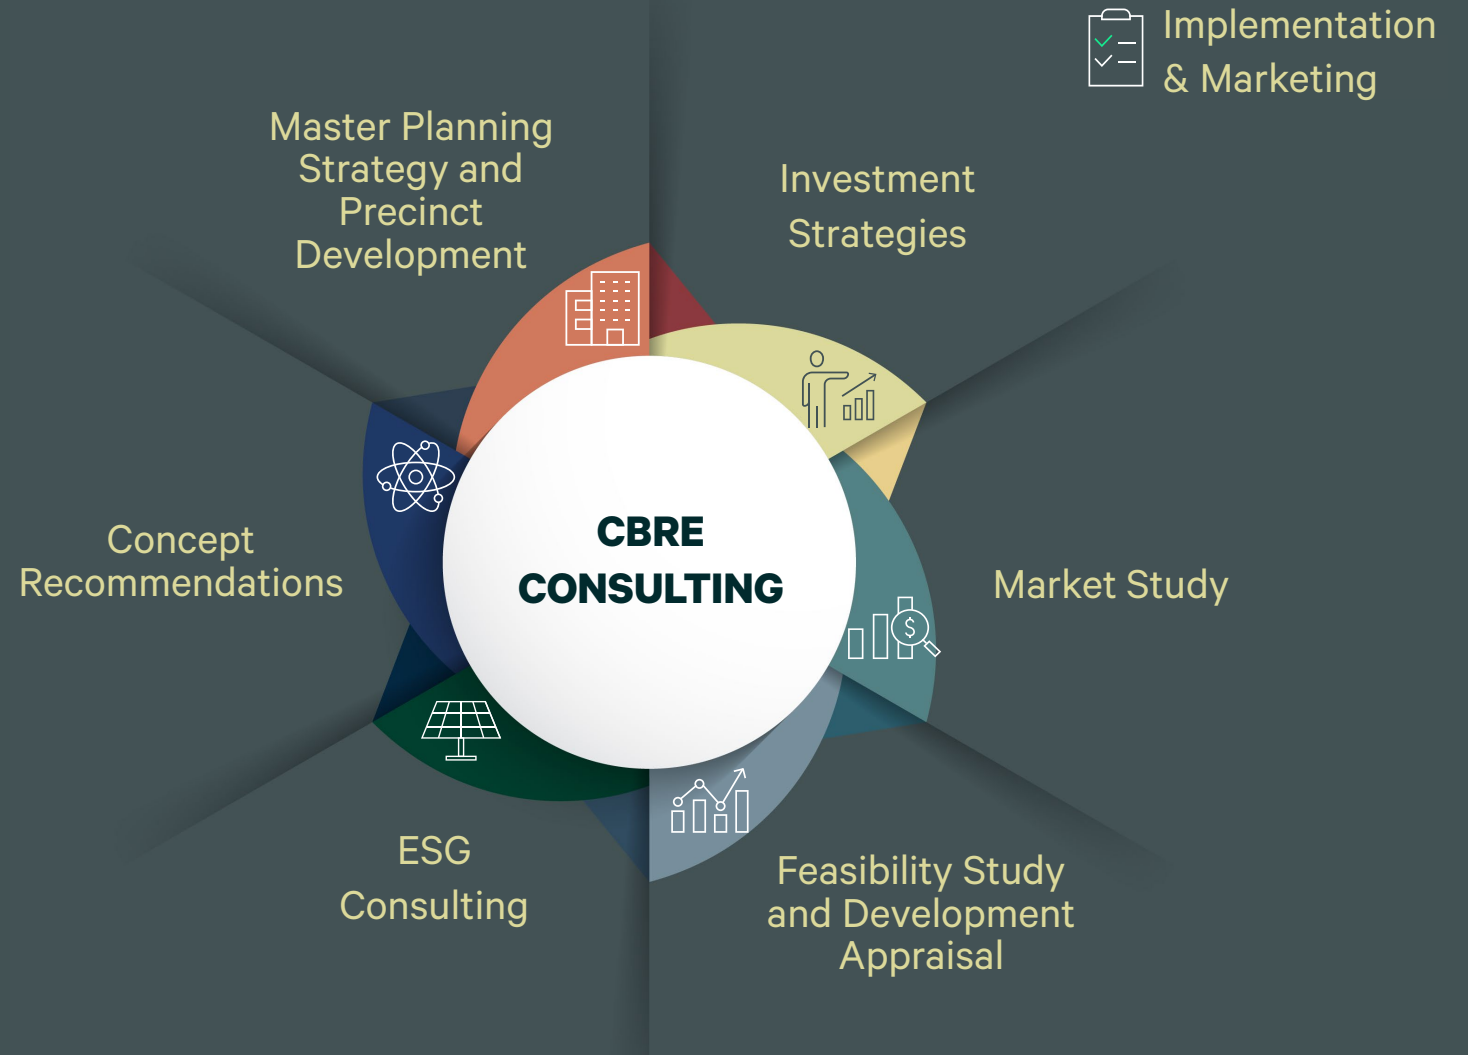 Implementation
& Marketing
Master Planning
Strategy and
Precinct
Development
Investment
Strategies
Concept
Recommendations
CBRE
CONSULTING
Market Study
$
ESG
Consulting
Feasibility Study
and Development
Appraisal